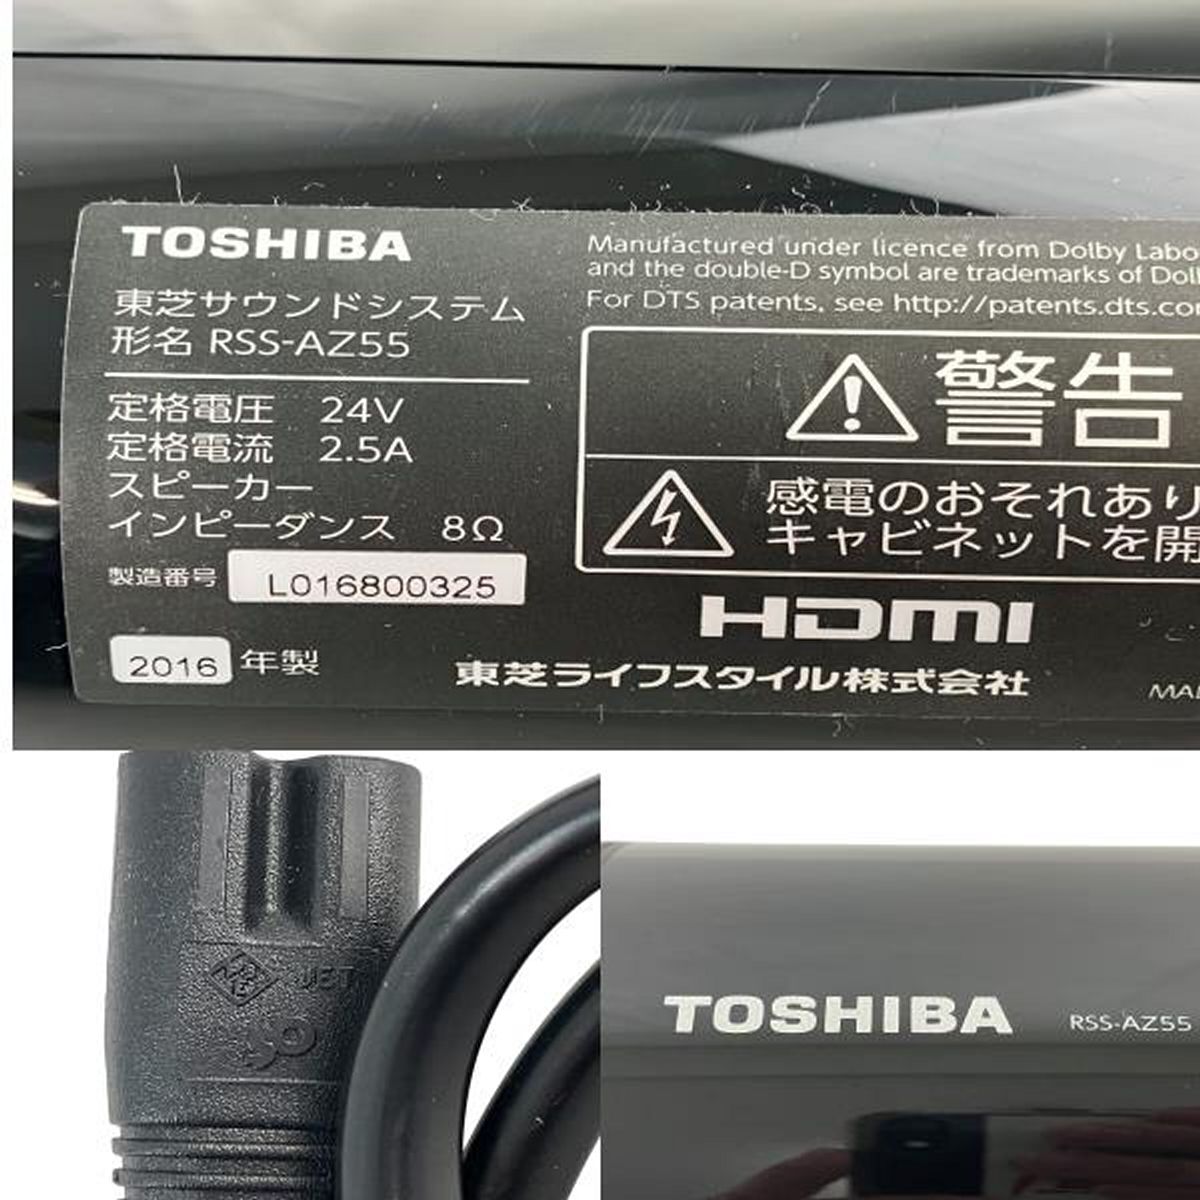 TOSHIBA
東芝サウンドシステム
形名 RSS-AZ55
定格電圧 24V
定格電流 2.5A
スピーカー
インピーダンス 8Ω
製造番号 L016800325
2016 年製
Manufactured under licence from Dolby Labo
and the double-D symbol are trademarks of Dol
For DTS patents, see http://patents.dts.co
警告
感電のおそれあり
キャビネットを開
HDMI
東芝ライフスタイル株式会社
MA
JET
TOSHIBA RSS-AZ55